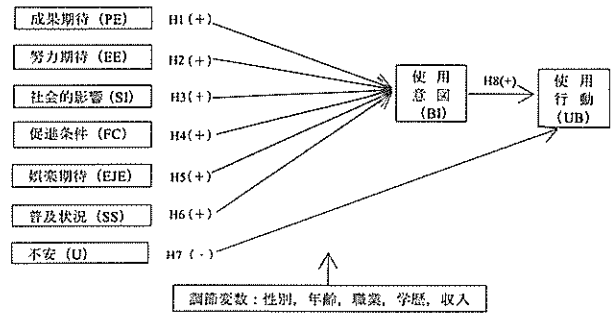 成果期待（PE） H1 (+)
努力期待（EE） H2 (+)
社会的影響（SI） H3 (+)
促進条件（FC） H4 (+)
娯楽期待（EJE） H5 (+)
普及状況（SS） H6 (+)
不安（U） H7 (-)
使用
意図
(BI)
H8(+)
使用
行動
(UB)
調節変数：性別，年齢，職業，学歴，収入